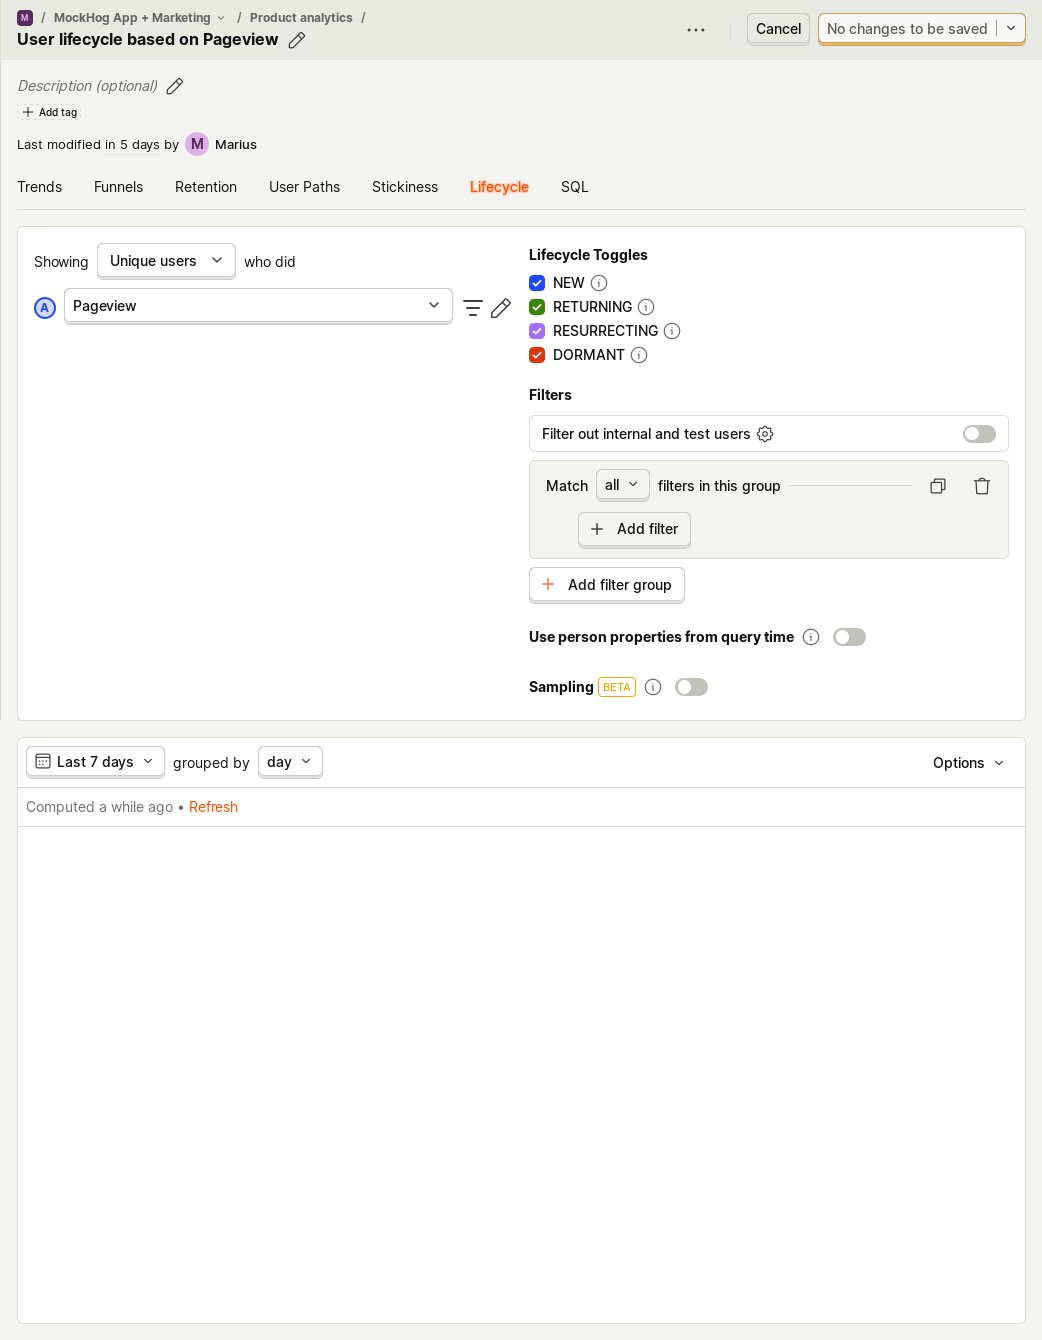 M / MockHog App + Marketing / Product analytics /
User lifecycle based on Pageview
Cancel
No changes to be saved
Description (optional)
Add tag
Last modified in 5 days by M Marius
Trends Funnels Retention User Paths Stickiness Lifecycle SQL
Showing Unique users who did
A Pageview
Lifecycle Toggles
NEW
RETURNING
RESURRECTING
DORMANT
Filters
Filter out internal and test users
Match all filters in this group
Add filter
Add filter group
Use person properties from query time
Sampling BETA
Last 7 days grouped by day Options
Computed a while ago • Refresh